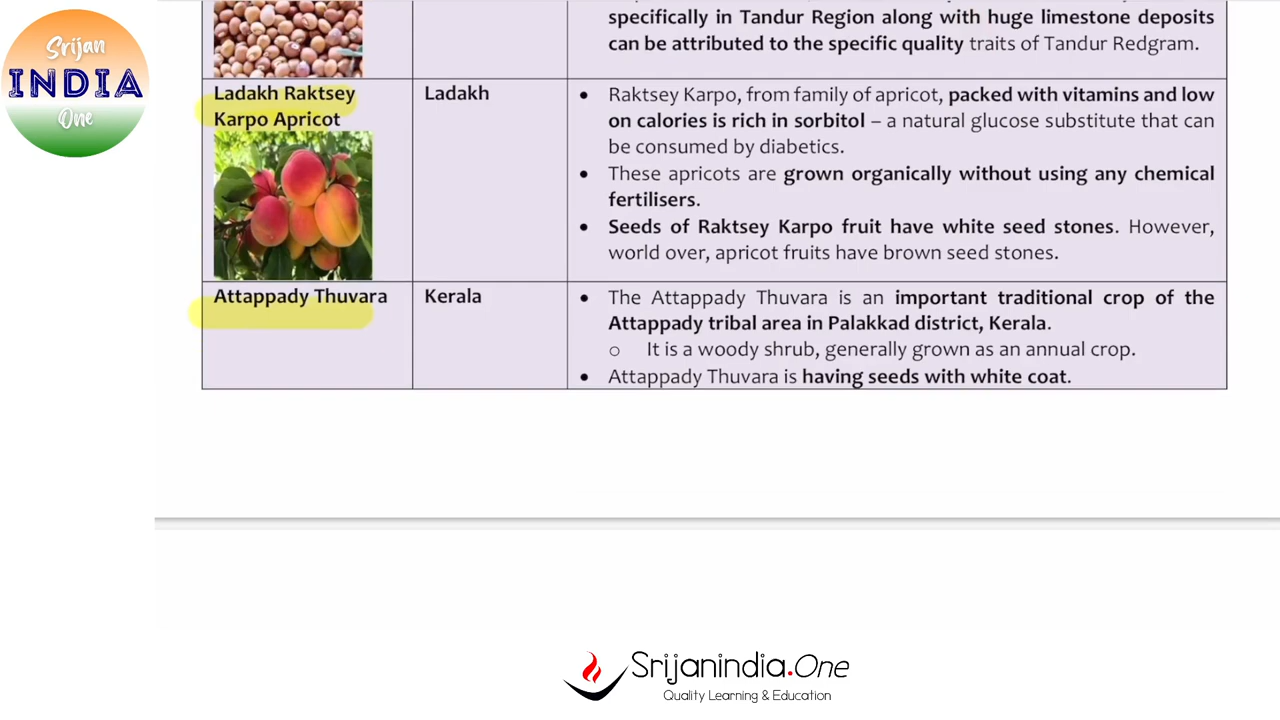 Srijan
INDIA
One
specifically in Tandur Region along with huge limestone deposits
can be attributed to the specific quality traits of Tandur Redgram.
Ladakh Raktsey
Karpo Apricot
Ladakh
• Raktsey Karpo, from family of apricot, packed with vitamins and low
on calories is rich in sorbitol – a natural glucose substitute that can
be consumed by diabetics.
• These apricots are grown organically without using any chemical
fertilisers.
• Seeds of Raktsey Karpo fruit have white seed stones. However,
world over, apricot fruits have brown seed stones.
Attappady Thuvara
Kerala
• The Attappady Thuvara is an important traditional crop of the
Attappady tribal area in Palakkad district, Kerala.
o It is a woody shrub, generally grown as an annual crop.
• Attappady Thuvara is having seeds with white coat.
Srijanindia.One
Quality Learning & Education